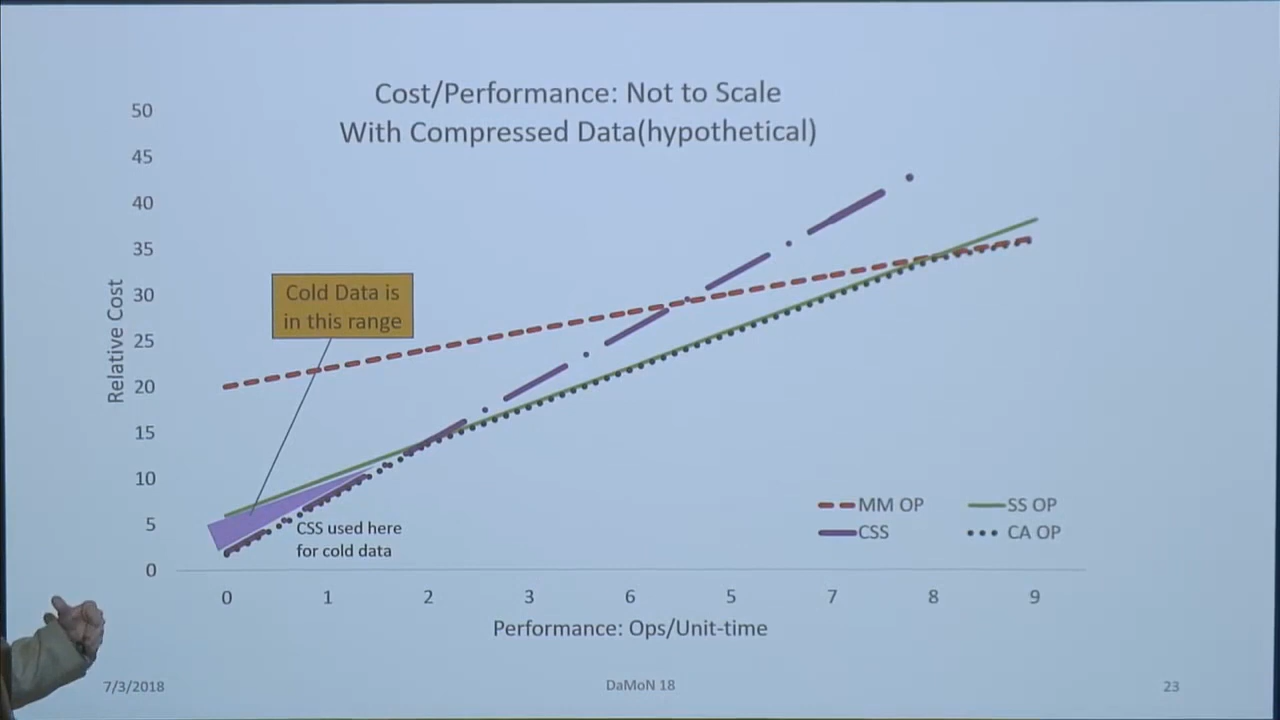 Cost/Performance: Not to Scale
With Compressed Data(hypothetical)
50
45
40
35
30
25
20
15
10
5
0
Relative Cost
Cold Data is
in this range
CSS used here
for cold data
MM OP
SS OP
CSS
CA OP
0 1 2 3 6 5 7 8 9
Performance: Ops/Unit-time
7/3/2018
DaMoN 18
23